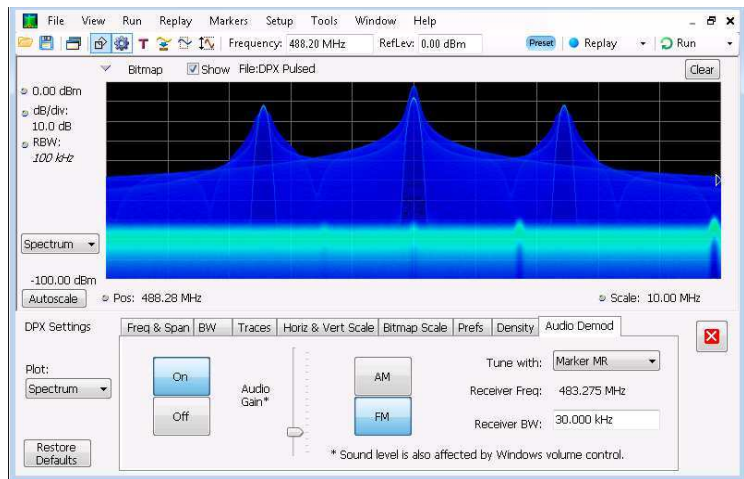 File View Run Replay Markers Setup Tools Window Help
T Frequency: 488.20 MHz RefLev: 0.00 dBm Preset Replay Run
Bitmap Show File:DPX Pulsed Clear
0.00 dBm
dB/div:
10.0 dB
RBW:
100 kHz
Spectrum
-100.00 dBm
Autoscale Pos: 488.28 MHz Scale: 10.00 MHz
DPX Settings Freq & Span BW Traces Horiz & Vert Scale Bitmap Scale Prefs Density Audio Demod
Plot:
Spectrum
Restore
Defaults
On
Off
Audio
Gain*
AM
FM
Tune with: Marker MR
Receiver Freq: 483.275 MHz
Receiver BW: 30.000 kHz
* Sound level is also affected by Windows volume control.